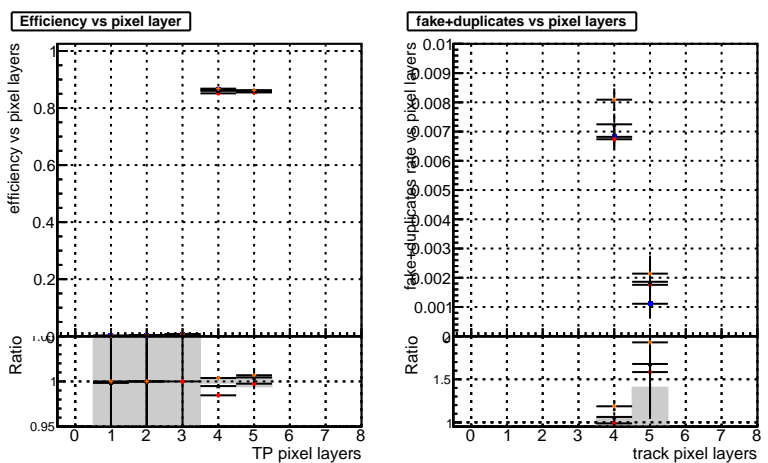 Efficiency vs pixel layer
efficiency vs pixel layers
1
0.8
0.6
0.4
0.2
0
Ratio
1
0.95
0 1 2 3 4 5 6 7 8
TP pixel layers
fake+duplicates vs pixel layers
fake+duplicates rate vs pixel layers
0.01
0.009
0.008
0.007
0.006
0.005
0.004
0.003
0.002
0.001
Ratio
1.5
1
0 1 2 3 4 5 6 7 8
track pixel layers